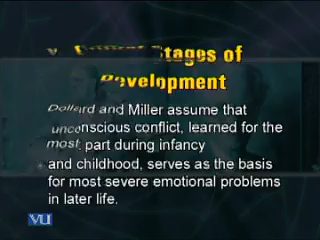 Stages of
Development
Dollard and Miller assume that
unconscious conflict, learned for the
most part during infancy
and childhood, serves as the basis
for most severe emotional problems
in later life.
VU